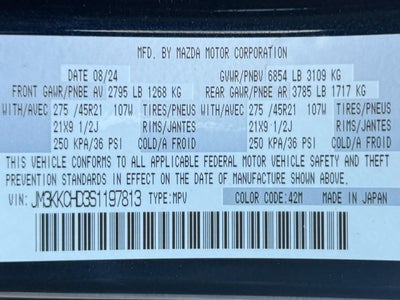 MFD. BY MAZDA MOTOR CORPORATION
DATE 08/24 GVWR/PNBV 6854 LB 3109 KG
FRONT GAWR/PNBE AV 2795 LB 1268 KG REAR GAWR/PNBE AR 3785 LB 1717 KG
WITH/AVEC 275 /45R21 107W TIRES/PNEUS WITH/AVEC 275 /45R21 107W TIRES/PNEUS
21X9 1/2J RIMS/JANTES 21X9 1/2J RIMS/JANTES
250 KPA/36 PSI COLD/A FROID 250 KPA/36 PSI COLD/A FROID
THIS VEHICLE CONFORMS TO ALL APPLICABLE FEDERAL MOTOR VEHICLE SAFETY AND THEFT
PREVENTION STANDARDS IN EFFECT ON THE DATE OF MANUFACTURE SHOWN ABOVE.
VIN: JM3KKCHD3S1197813 TYPE:MPV COLOR CODE:42M MADE IN JAPAN